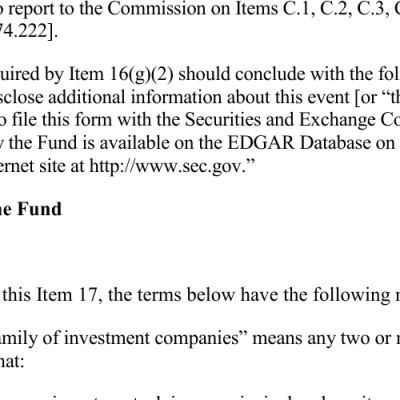 report to the Commission on Items C.1, C.2, C.3,
74.222].
uired by Item 16(g)(2) should conclude with the fol
sclose additional information about this event [or “th
o file this form with the Securities and Exchange Co
the Fund is available on the EDGAR Database on
ernet site at http://www.sec.gov.”
he Fund
this Item 17, the terms below have the following
amily of investment companies” means any two or
hat: